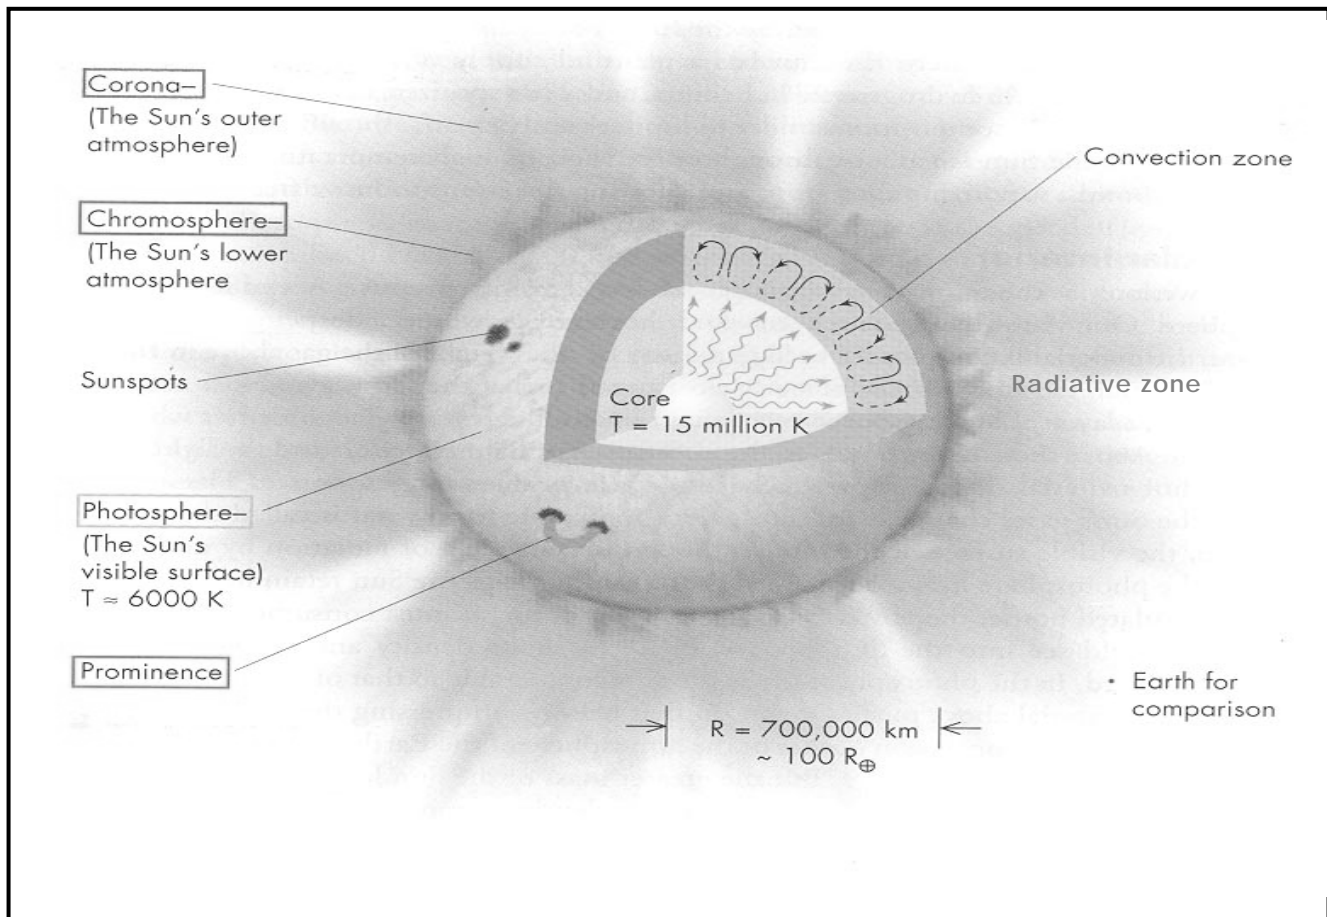 Corona–
(The Sun's outer
atmosphere)
Convection zone
Chromosphere–
(The Sun's lower
atmosphere
Sunspots
Radiative zone
Core
T = 15 million K
Photosphere–
(The Sun's
visible surface)
T ≈ 6000 K
Prominence
• Earth for
comparison
R = 700,000 km
~ 100 R⊕